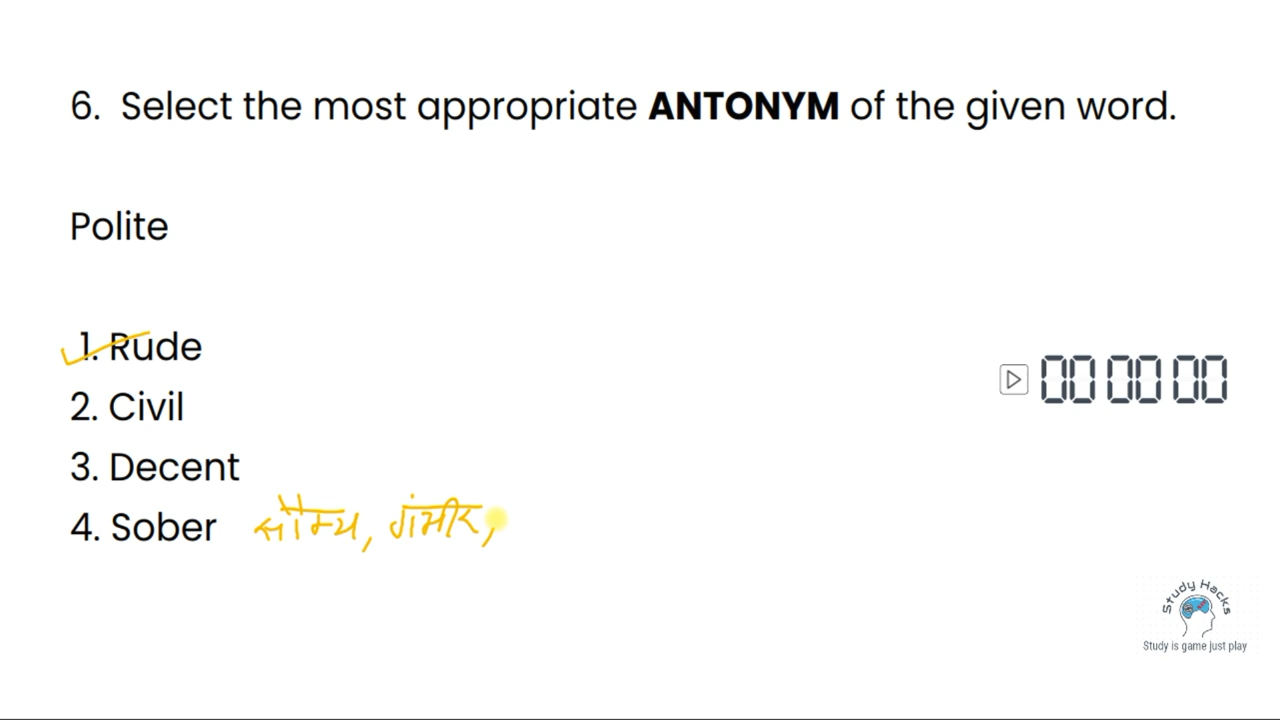 6. Select the most appropriate ANTONYM of the given word.
Polite
1. Rude
2. Civil
3. Decent
4. Sober सौम्य, गंभीर,
00 00 00
Study Hacks
Study is game just play